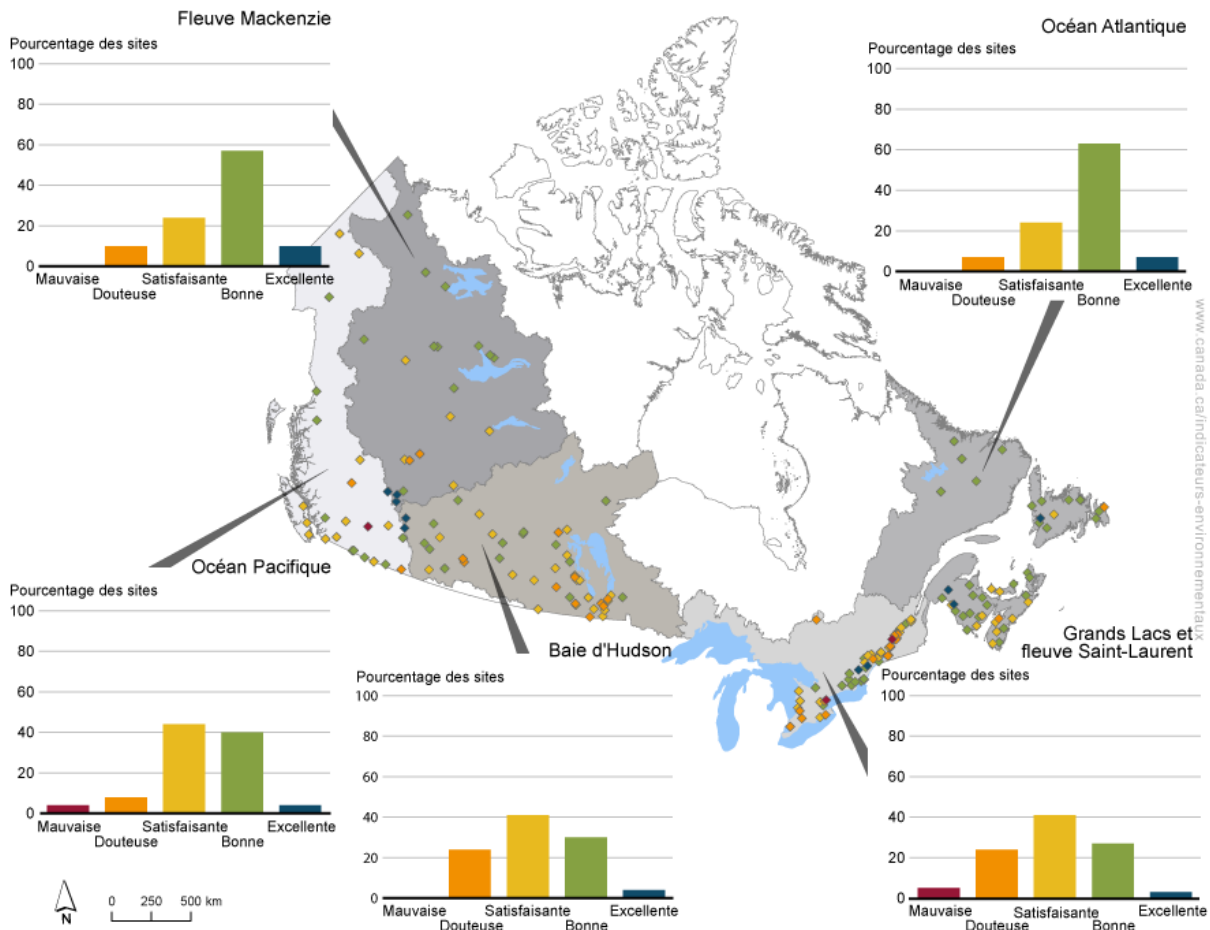 Fleuve Mackenzie
Pourcentage des sites
100
80
60
40
20
0
Mauvaise
Douteuse
Satisfaisante
Bonne
Excellente
Océan Atlantique
Pourcentage des sites
100
80
60
40
20
0
Mauvaise
Douteuse
Satisfaisante
Bonne
Excellente
www.canada.ca/indicateurs-environnementaux
Océan Pacifique
Pourcentage des sites
100
80
60
40
20
0
Mauvaise
Douteuse
Satisfaisante
Bonne
Excellente
Baie d'Hudson
Pourcentage des sites
100
80
60
40
20
0
Mauvaise
Douteuse
Satisfaisante
Bonne
Excellente
Grands Lacs et
fleuve Saint-Laurent
Pourcentage des sites
100
80
60
40
20
0
Mauvaise
Douteuse
Satisfaisante
Bonne
Excellente
N
0 250 500 km